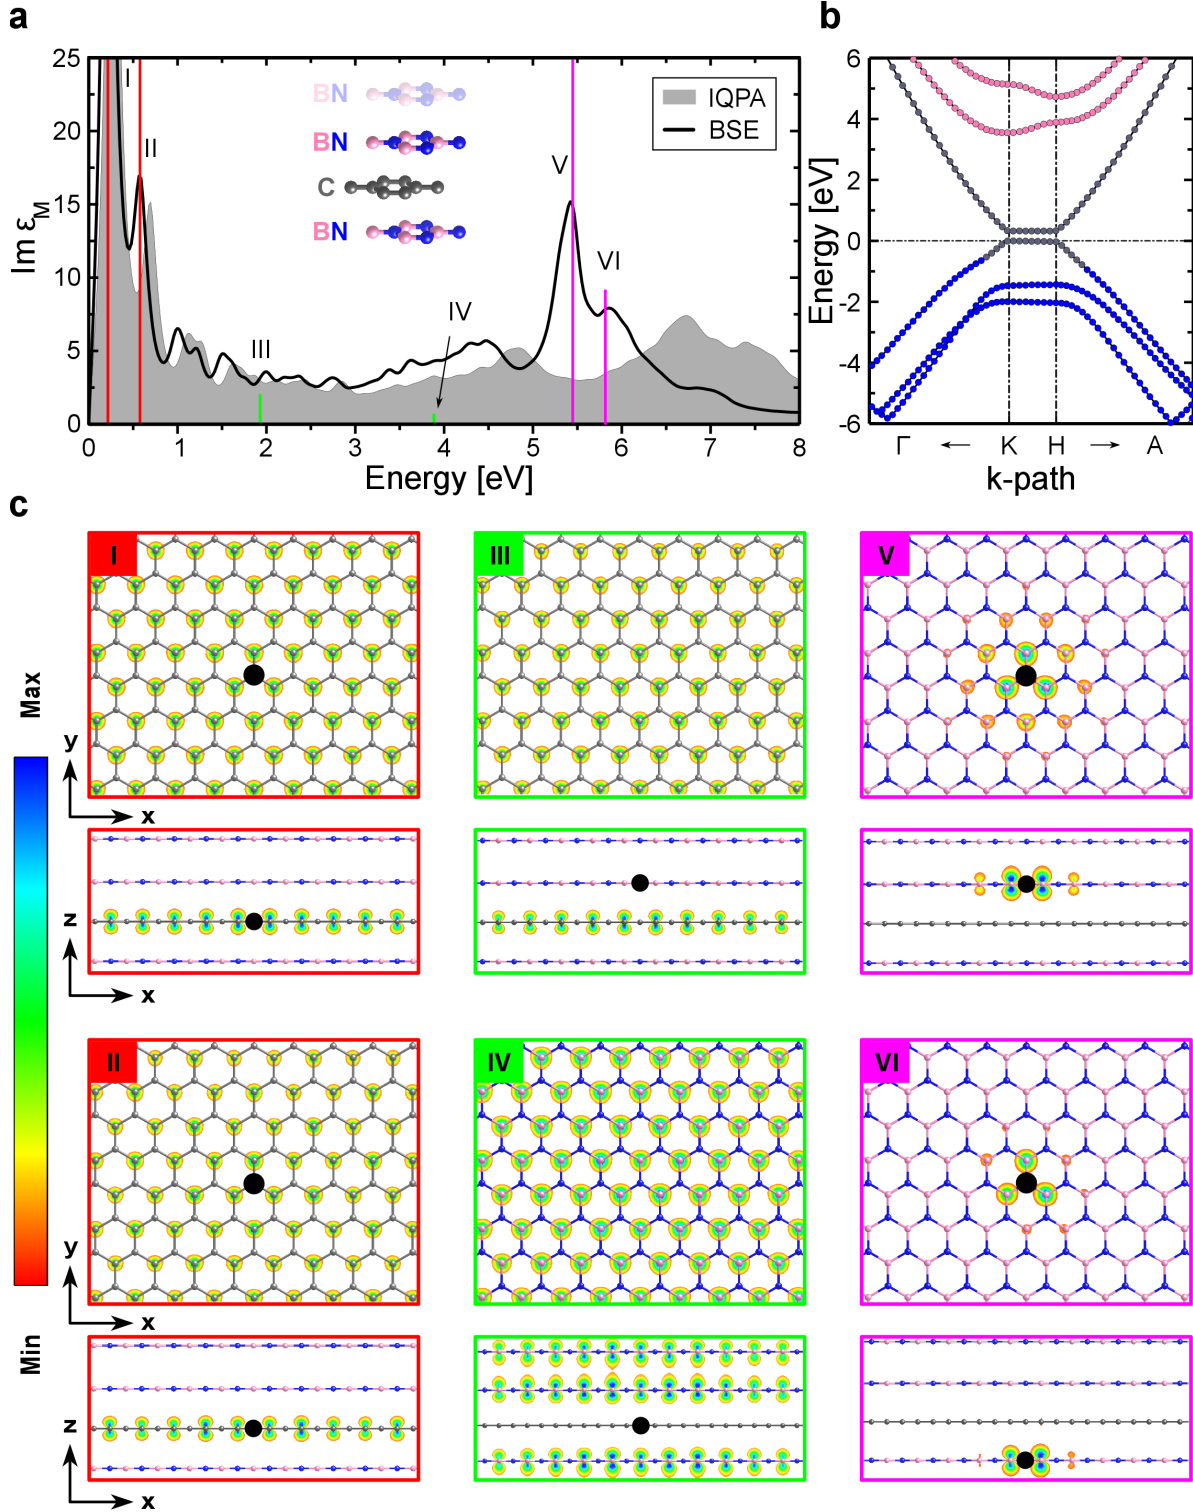 a
25
20
15
10
5
0
Im εM
I
II
III
IV
V
VI
BN
BN
C
BN
IQPA
BSE
0 1 2 3 4 5 6 7 8
Energy [eV]
b
6
4
2
0
-2
-4
-6
Energy [eV]
Γ ← K H → A
k-path
c
Max
Min
I
y
x
z
x
III
V
II
y
x
z
x
IV
VI